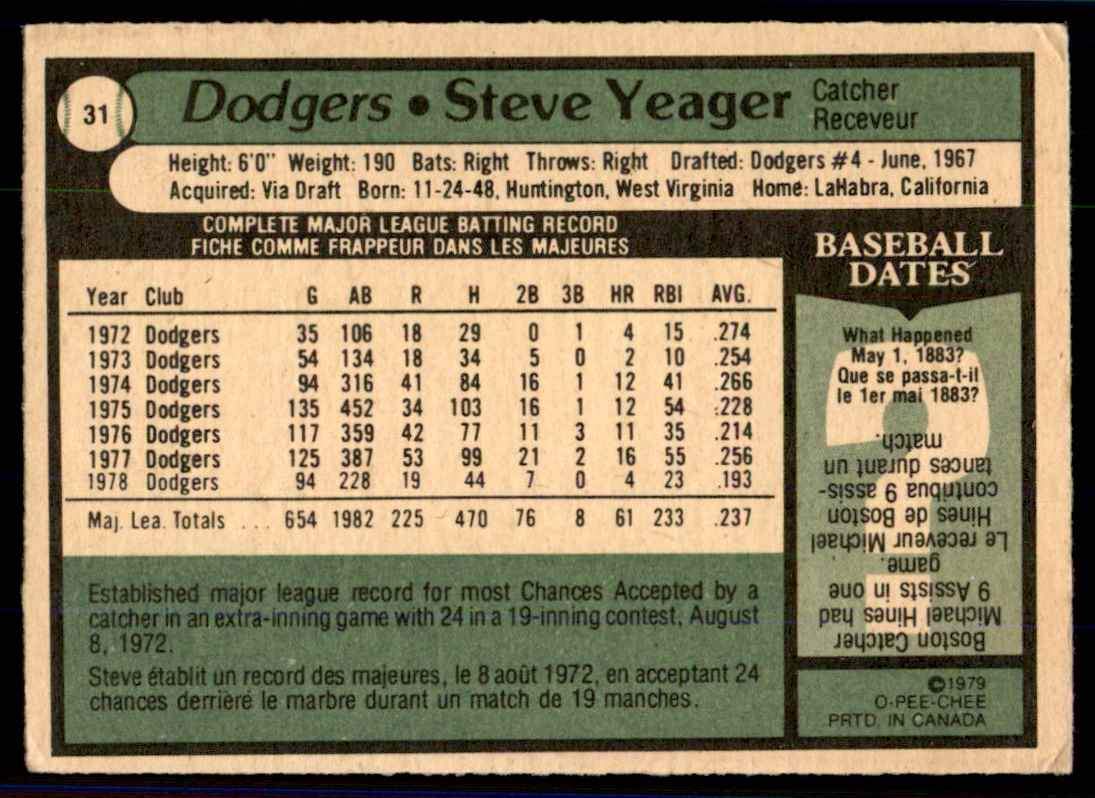 31
Dodgers • Steve Yeager
Catcher
Receveur
Height: 6'0" Weight: 190 Bats: Right Throws: Right Drafted: Dodgers #4 - June, 1967
Acquired: Via Draft Born: 11-24-48, Huntington, West Virginia Home: LaHabra, California
COMPLETE MAJOR LEAGUE BATTING RECORD
FICHE COMME FRAPPEUR DANS LES MAJEURES
Year Club G AB R H 2B 3B HR RBI AVG.
1972 Dodgers 35 106 18 29 0 1 4 15 .274
1973 Dodgers 54 134 18 34 5 0 2 10 .254
1974 Dodgers 94 316 41 84 16 1 12 41 .266
1975 Dodgers 135 452 34 103 16 1 12 54 .228
1976 Dodgers 117 359 42 77 11 3 11 35 .214
1977 Dodgers 125 387 53 99 21 2 16 55 .256
1978 Dodgers 94 228 19 44 7 0 4 23 .193
Maj. Lea. Totals ... 654 1982 225 470 76 8 61 233 .237
Established major league record for most Chances Accepted by a
catcher in an extra-inning game with 24 in a 19-inning contest, August
8, 1972.
Steve établit un record des majeures, le 8 août 1972, en acceptant 24
chances derrière le marbre durant un match de 19 manches.
BASEBALL
DATES
What Happened
May 1, 1883?
Que se passa-t-il
le 1er mai 1883?
Boston Catcher
Michael Hines had
9 Assists in one
game.
Le receveur Michael
Hines de Boston
contribua 9 assis-
tances durant un
match.
©1979
O-PEE-CHEE
PRTD. IN CANADA